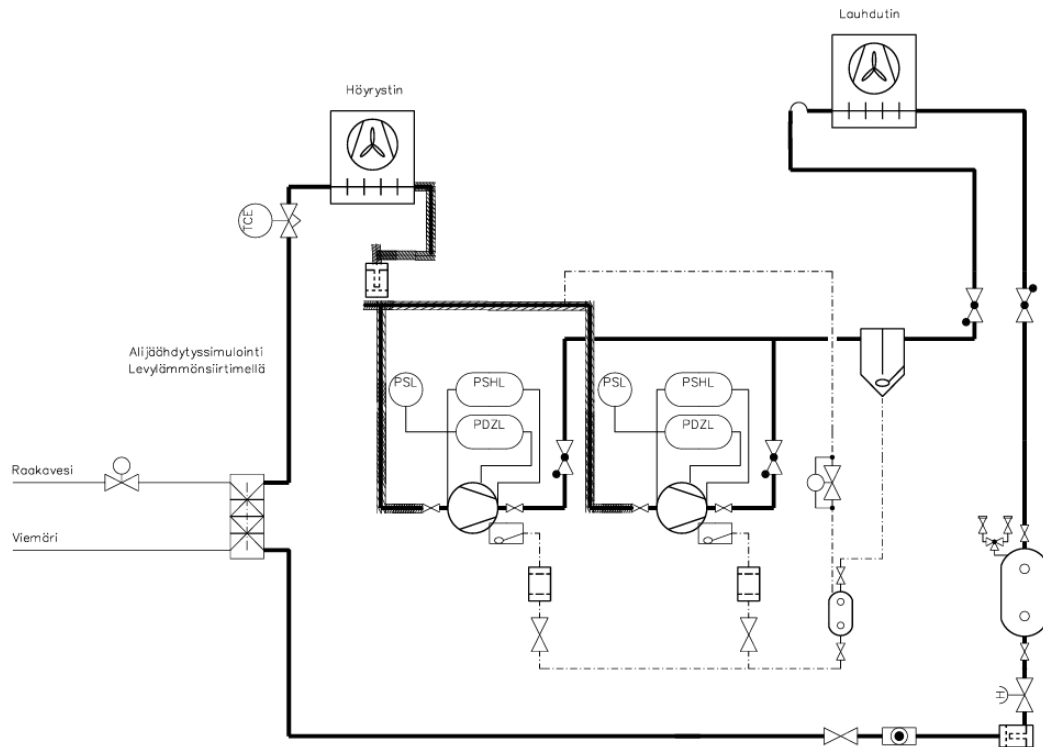 Lauhdutin
Höyrystin
TCE
Alijäähdytyssimulointi
Levylämmönsiirtimellä
PSL
PSHL
PDZL
PSL
PSHL
PDZL
Raakavesi
Viemäri
H